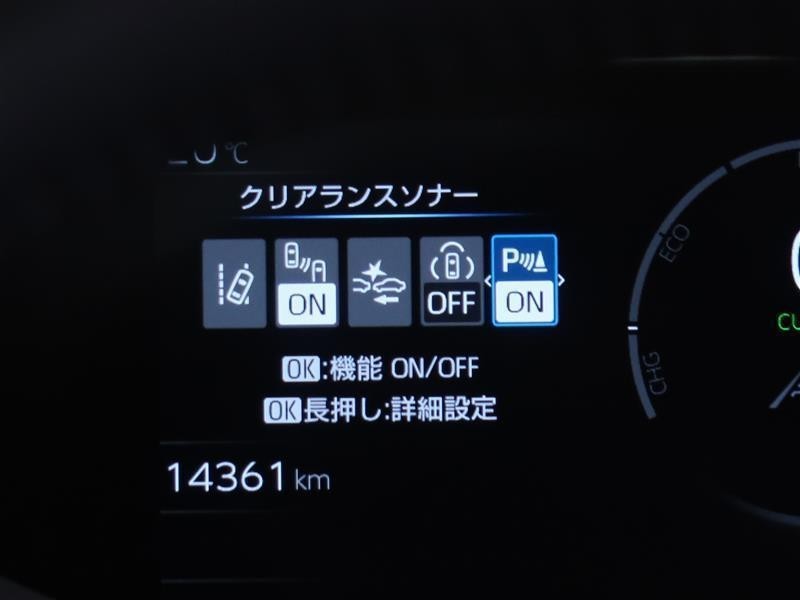 ℃
クリアランスソナー
P
ON OFF ON
OK:機能 ON/OFF
OK長押し:詳細設定
14361 km
ECO
CHG